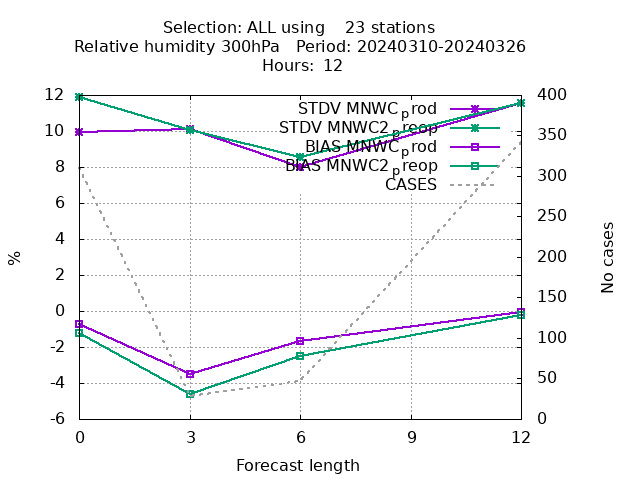 Selection: ALL using    23 stations
Relative humidity 300hPa   Period: 20240310-20240326
Hours: 12
STDV MNWC_prod
STDV MNWC2_preop
BIAS MNWC_prod
BIAS MNWC2_preop
CASES
12
10
8
6
4
2
0
-2
-4
-6
%
400
350
300
250
200
150
100
50
0
No cases
0 3 6 9 12
Forecast length